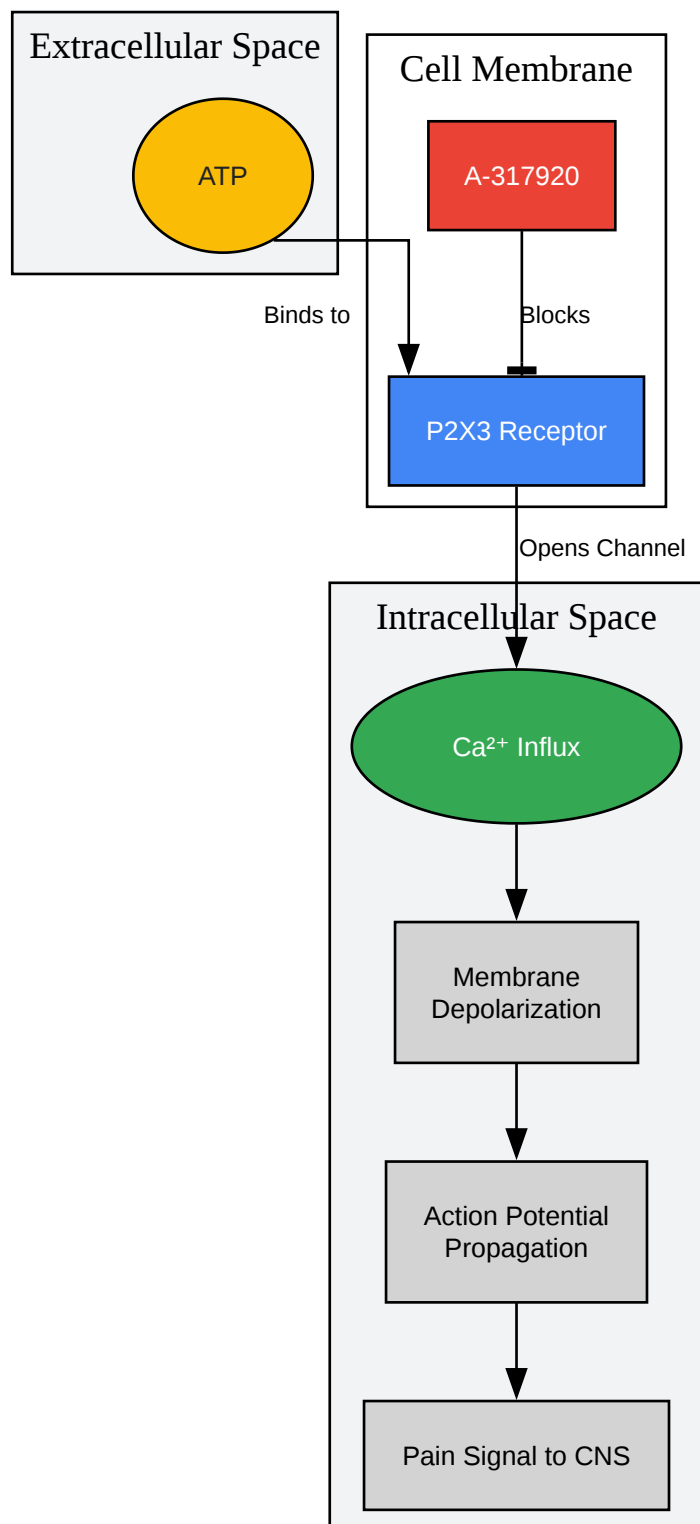 Extracellular Space
ATP
Cell Membrane
A-317920
Binds to
Blocks
P2X3 Receptor
Opens Channel
Intracellular Space
Ca²⁺ Influx
Membrane
Depolarization
Action Potential
Propagation
Pain Signal to CNS